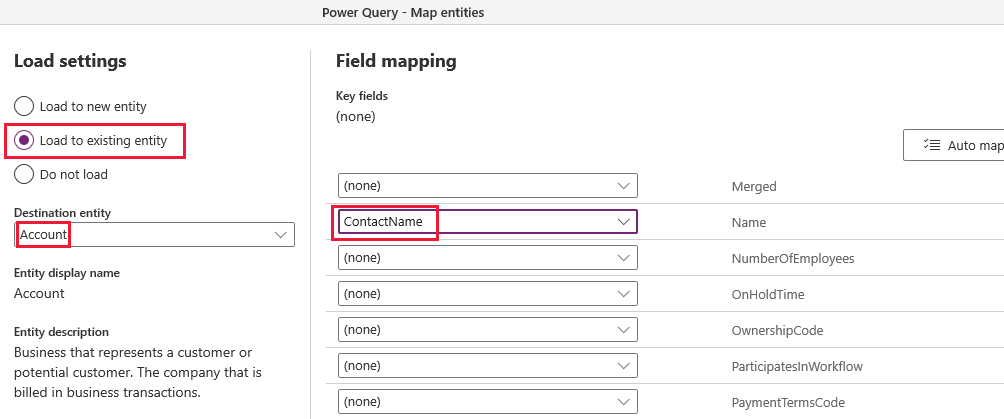 Power Query - Map entities
Load settings
Load to new entity
Load to existing entity
Do not load
Destination entity
Account
Entity display name
Account
Entity description
Business that represents a customer or
potential customer. The company that is
billed in business transactions.
Field mapping
Key fields
(none)
Auto map
(none) Merged
ContactName Name
(none) NumberOfEmployees
(none) OnHoldTime
(none) OwnershipCode
(none) ParticipatesInWorkflow
(none) PaymentTermsCode